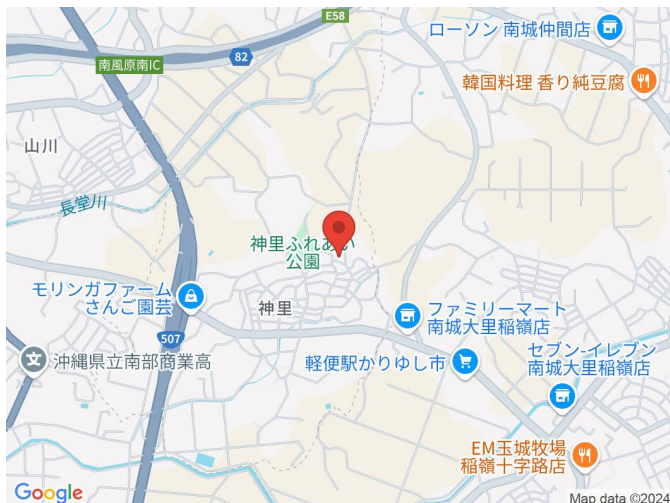 E58
ローソン 南城仲間店
82
南風原南IC
韓国料理 香り純豆腐
山川
長堂川
神里ふれあい
公園
モリンガファーム
さんご園芸
神里
ファミリーマート
南城大里稲嶺店
507
セブン-イレブン
南城大里稲嶺店
沖縄県立南部商業高
軽便駅かりゆし市
EM玉城牧場
稲嶺十字路店
Google
Map data ©2024